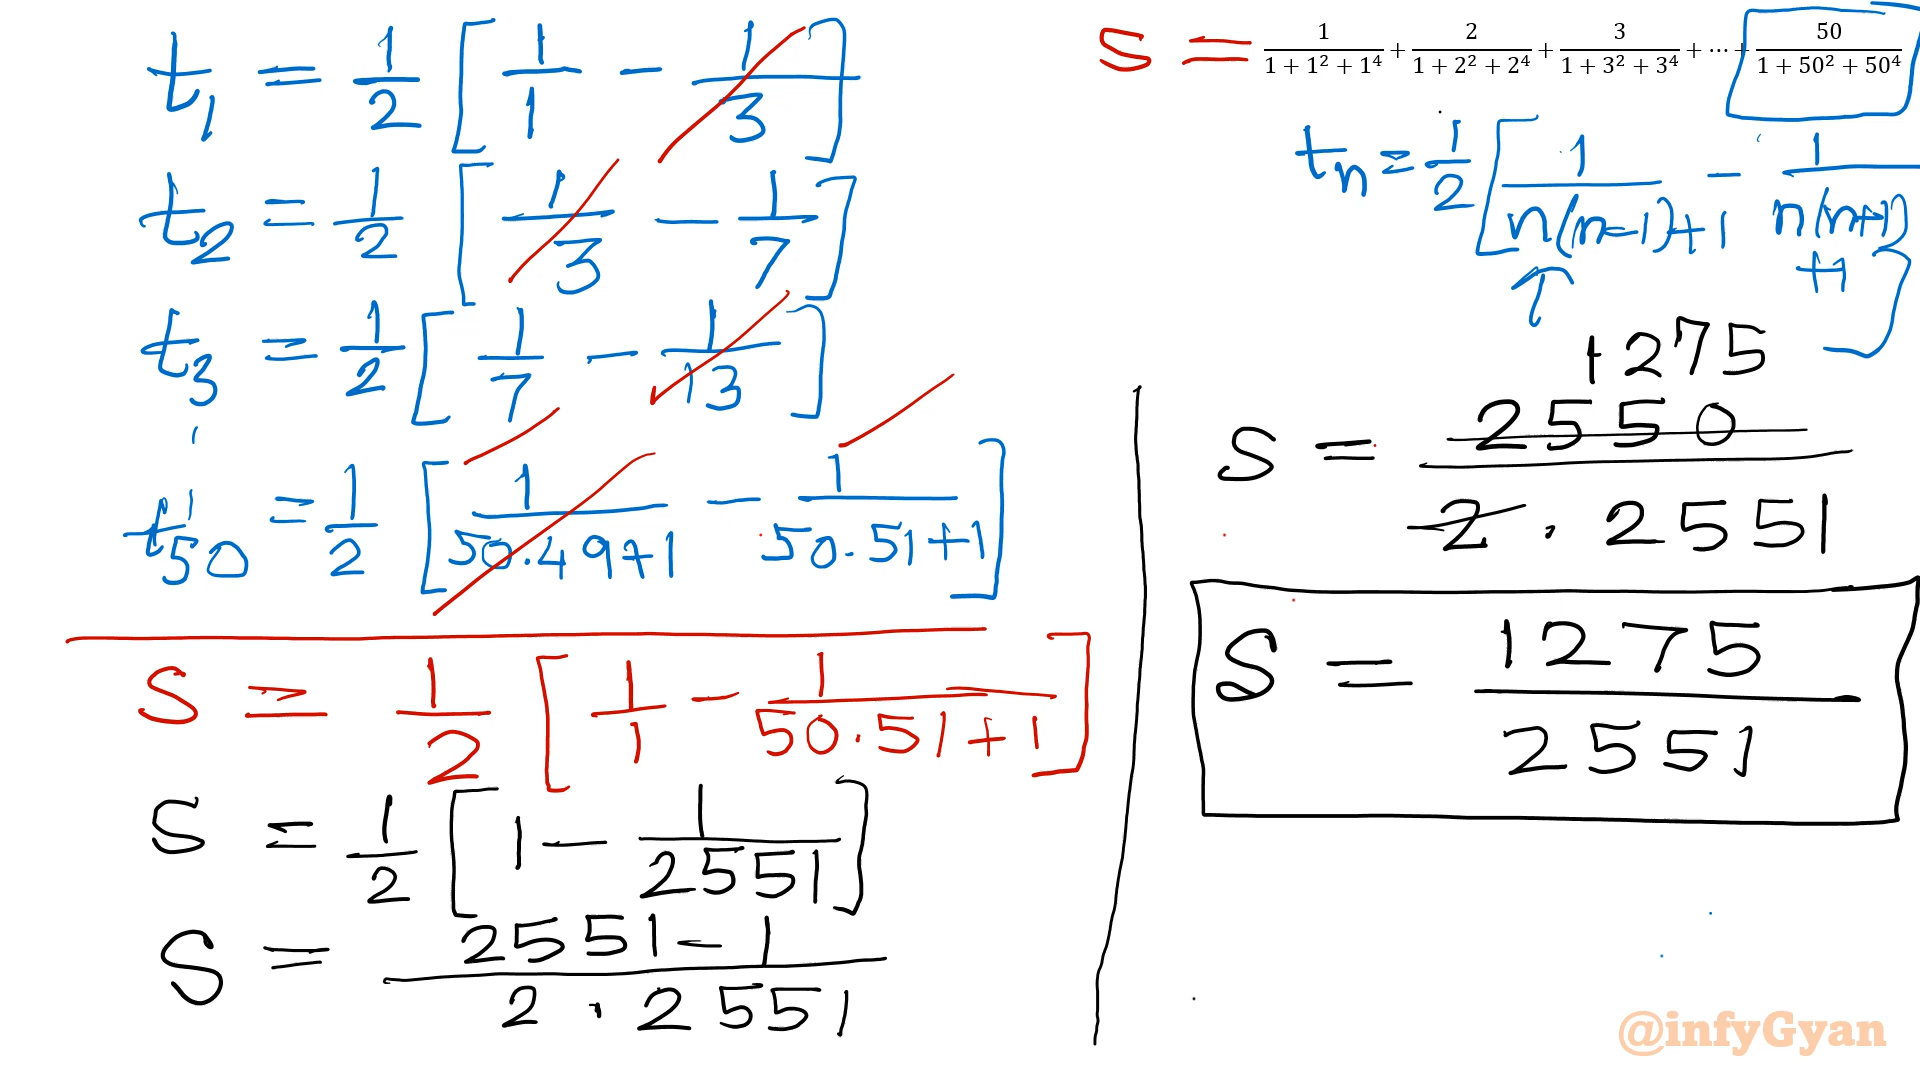 t₁ = 1/2 [ 1/1 − 1/3 ]
t₂ = 1/2 [ 1/3 − 1/7 ]
t₃ = 1/2 [ 1/7 − 1/13 ]
t₅₀ = 1/2 [ 1/(50.49+1) − 1/(50.51+1) ]
S = 1/2 [ 1/1 − 1/(50.51+1) ]
S = 1/2 [ 1 − 1/2551 ]
S = (2551−1)/(2 . 2551)
S = 1/(1 + 1² + 1⁴) + 2/(1 + 2² + 2⁴) + 3/(1 + 3² + 3⁴) + ⋯ + 50/(1 + 50² + 50⁴)
tn = 1/2 [ 1/(n(n−1)+1) − 1/(n(n+1)+1) ]
1275
S = 2550/(2 . 2551)
S = 1275/2551
@infyGyan